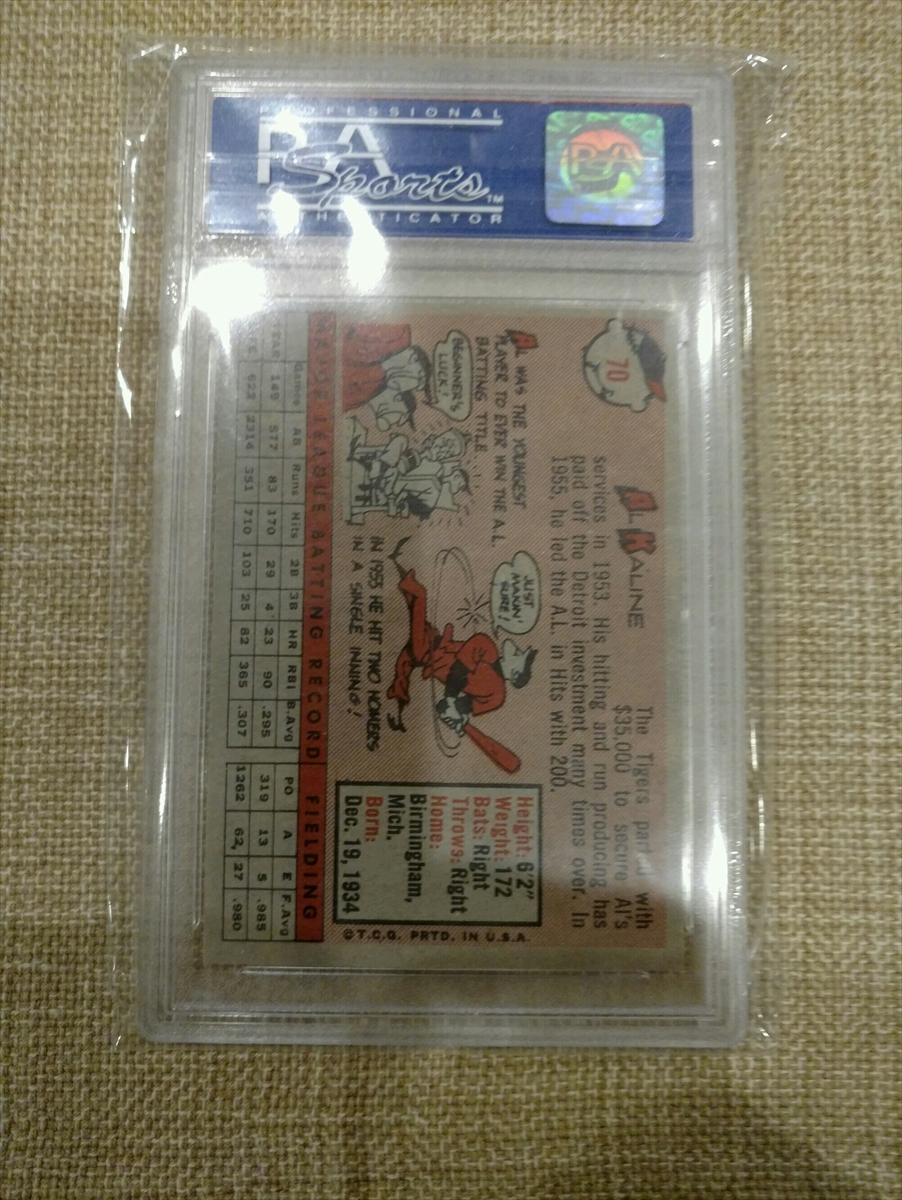 PROFESSIONAL
PSA
Sports™
AUTHENTICATOR
PSA
70
AL KALINE
The Tigers parted with
$35,000 to secure Al's
services in 1953. His hitting and run producing has
paid off the Detroit investment many times over. In
1955, he led the A.L. in Hits with 200.
AL WAS THE YOUNGEST
PLAYER TO EVER WIN THE A.L.
BATTING TITLE...!!
BEGINNER'S
LUCK!
JUST
MAKIN'
SURE!
IN 1955 HE HIT TWO HOMERS
IN A SINGLE INNING!
Height: 6'2"
Weight: 172
Bats: Right
Throws: Right
Home:
Birmingham,
Mich.
Born:
Dec. 19, 1934
©T.C.G. PRTD. IN U.S.A.
MAJOR LEAGUE BATTING RECORD FIELDING
Games AB Runs Hits 2B 3B HR RBI B.Avg PO A E F.Avg
YEAR 149 577 83 170 29 4 23 90 .295 319 13 5 .985
LIFE 622 2314 351 710 103 25 82 365 .307 1262 62 27 .980